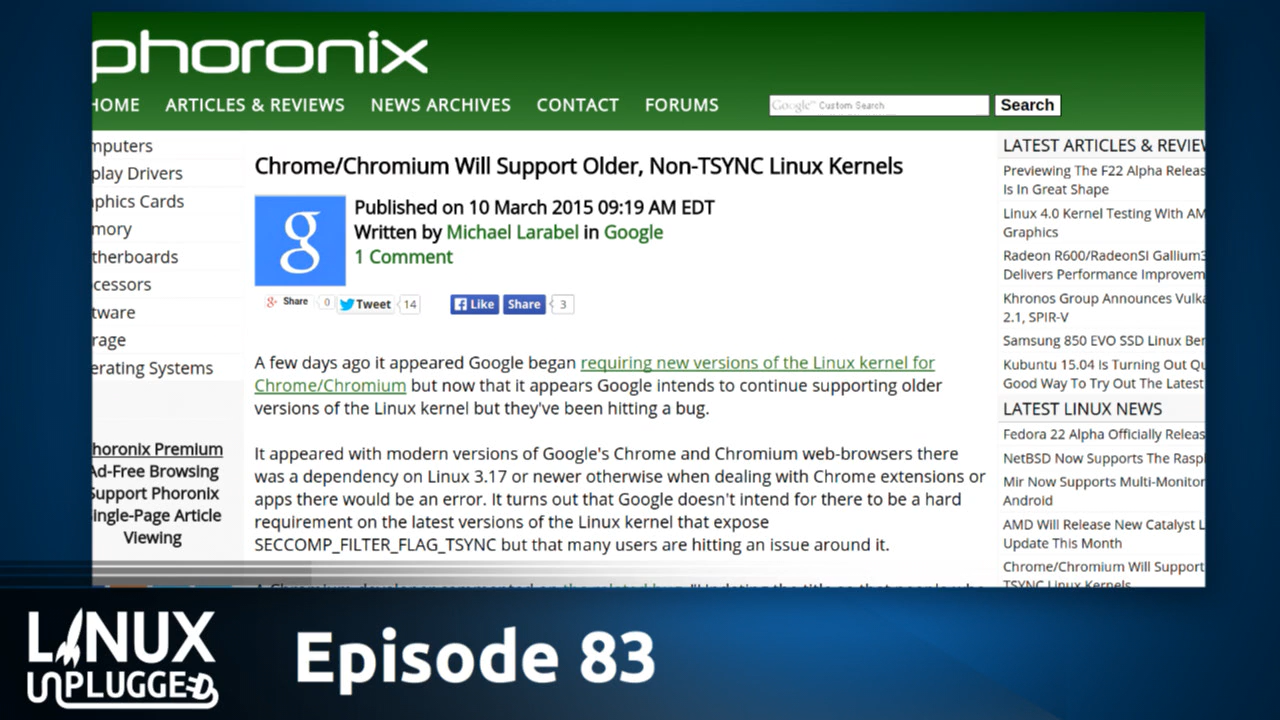 phoronix
HOME ARTICLES & REVIEWS NEWS ARCHIVES CONTACT FORUMS
Google™ Custom Search
Search
mputers
play Drivers
phics Cards
mory
therboards
cessors
tware
rage
erating Systems
horonix Premium
Ad-Free Browsing
Support Phoronix
ingle-Page Article
Viewing
Chrome/Chromium Will Support Older, Non-TSYNC Linux Kernels
Published on 10 March 2015 09:19 AM EDT
Written by Michael Larabel in Google
1 Comment
Share 0 Tweet 14 Like Share 3
A few days ago it appeared Google began requiring new versions of the Linux kernel for
Chrome/Chromium but now that it appears Google intends to continue supporting older
versions of the Linux kernel but they've been hitting a bug.
It appeared with modern versions of Google's Chrome and Chromium web-browsers there
was a dependency on Linux 3.17 or newer otherwise when dealing with Chrome extensions or
apps there would be an error. It turns out that Google doesn't intend for there to be a hard
requirement on the latest versions of the Linux kernel that expose
SECCOMP_FILTER_FLAG_TSYNC but that many users are hitting an issue around it.
LATEST ARTICLES & REVIEW
Previewing The F22 Alpha Releas
Is In Great Shape
Linux 4.0 Kernel Testing With AM
Graphics
Radeon R600/RadeonSI Gallium3
Delivers Performance Improvem
Khronos Group Announces Vulka
2.1, SPIR-V
Samsung 850 EVO SSD Linux Ber
Kubuntu 15.04 Is Turning Out Qu
Good Way To Try Out The Latest
LATEST LINUX NEWS
Fedora 22 Alpha Officially Releas
NetBSD Now Supports The Raspl
Mir Now Supports Multi-Monitor
Android
AMD Will Release New Catalyst L
Update This Month
Chrome/Chromium Will Support
TSYNC Linux Kernels
LINUX
UNPLUGGED
Episode 83